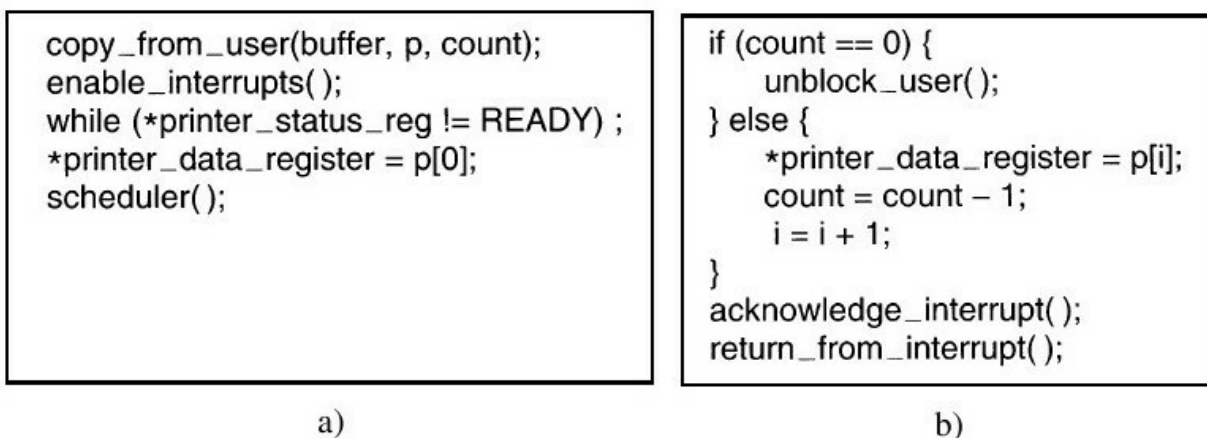 copy_from_user(buffer, p, count);
enable_interrupts( );
while (*printer_status_reg != READY) ;
*printer_data_register = p[0];
scheduler( );
a)
if (count == 0) {
unblock_user( );
} else {
*printer_data_register = p[i];
count = count – 1;
i = i + 1;
}
acknowledge_interrupt( );
return_from_interrupt( );
b)